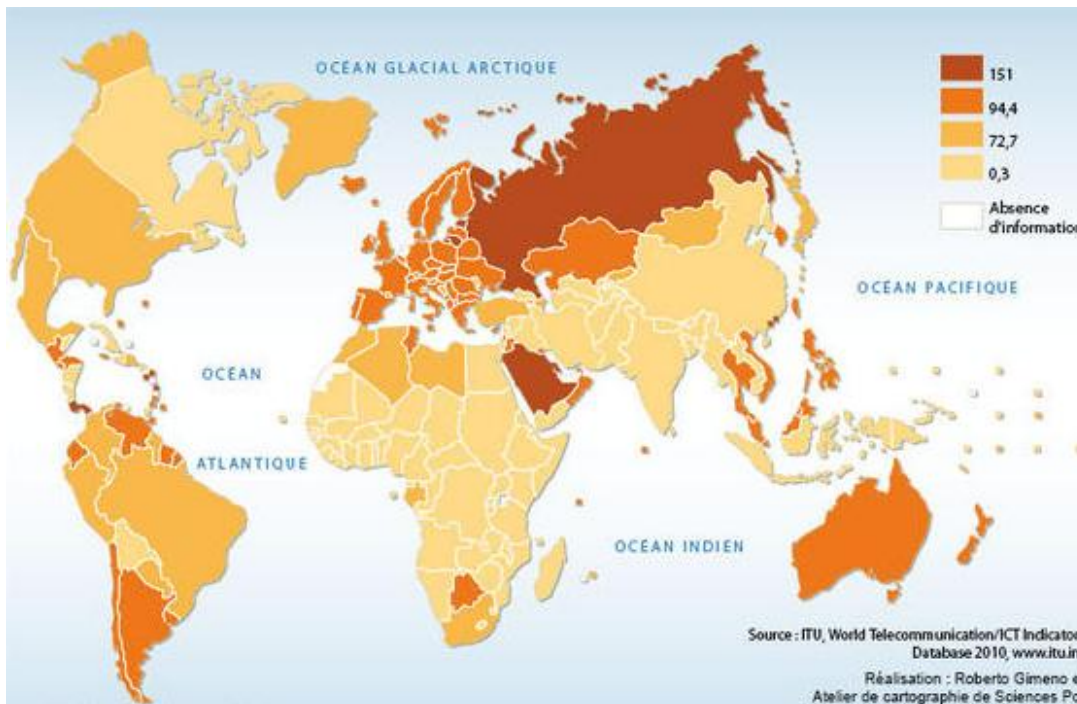 OCÉAN GLACIAL ARCTIQUE
151
94,4
72,7
0,3
Absence
d'information
OCÉAN PACIFIQUE
OCÉAN
ATLANTIQUE
OCÉAN INDIEN
Source : ITU, World Telecommunication/ICT Indicato
Database 2010, www.itu.in
Réalisation : Roberto Gimeno e
Atelier de cartographie de Sciences Po